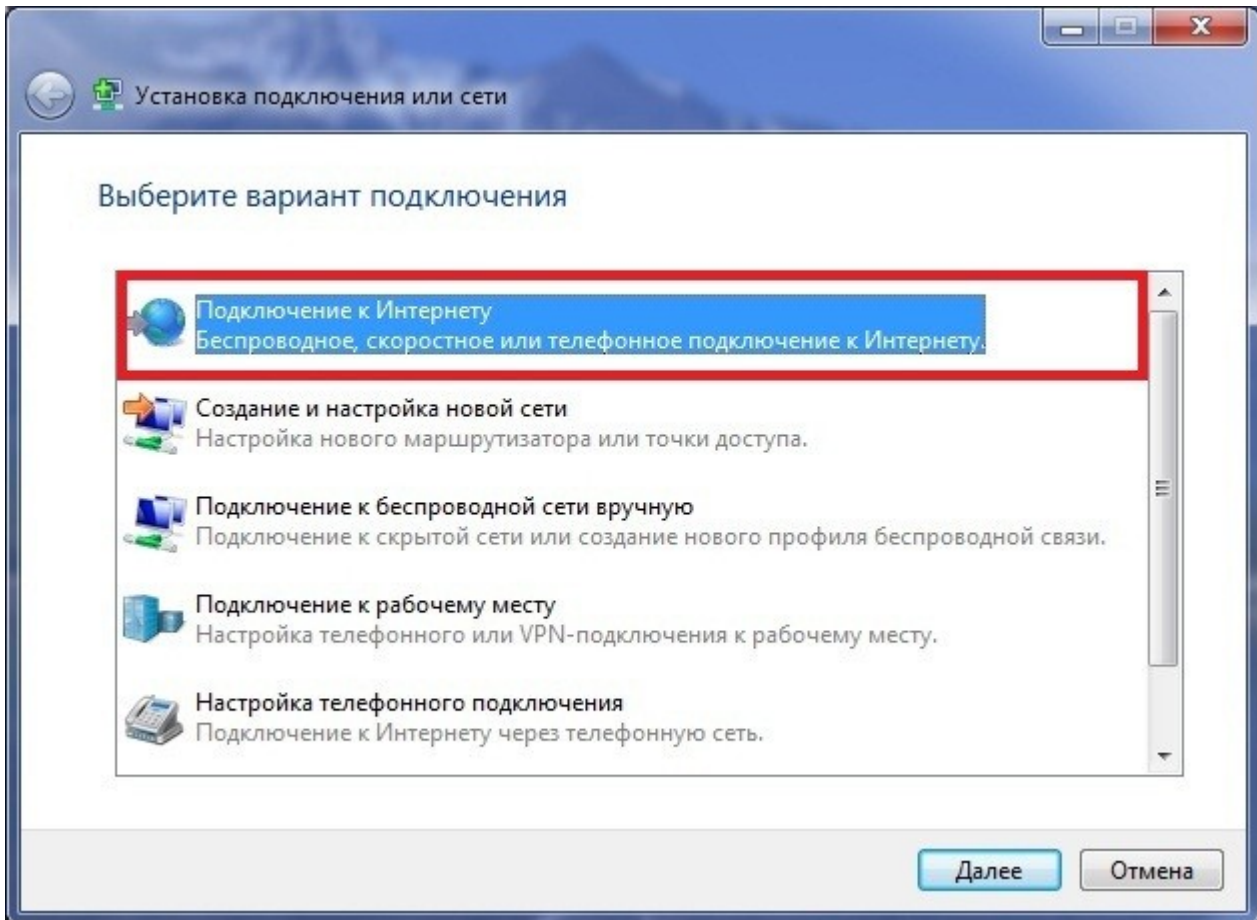 Установка подключения или сети
Выберите вариант подключения
Подключение к Интернету
Беспроводное, скоростное или телефонное подключение к Интернету.
Создание и настройка новой сети
Настройка нового маршрутизатора или точки доступа.
Подключение к беспроводной сети вручную
Подключение к скрытой сети или создание нового профиля беспроводной связи.
Подключение к рабочему месту
Настройка телефонного или VPN-подключения к рабочему месту.
Настройка телефонного подключения
Подключение к Интернету через телефонную сеть.
Далее
Отмена